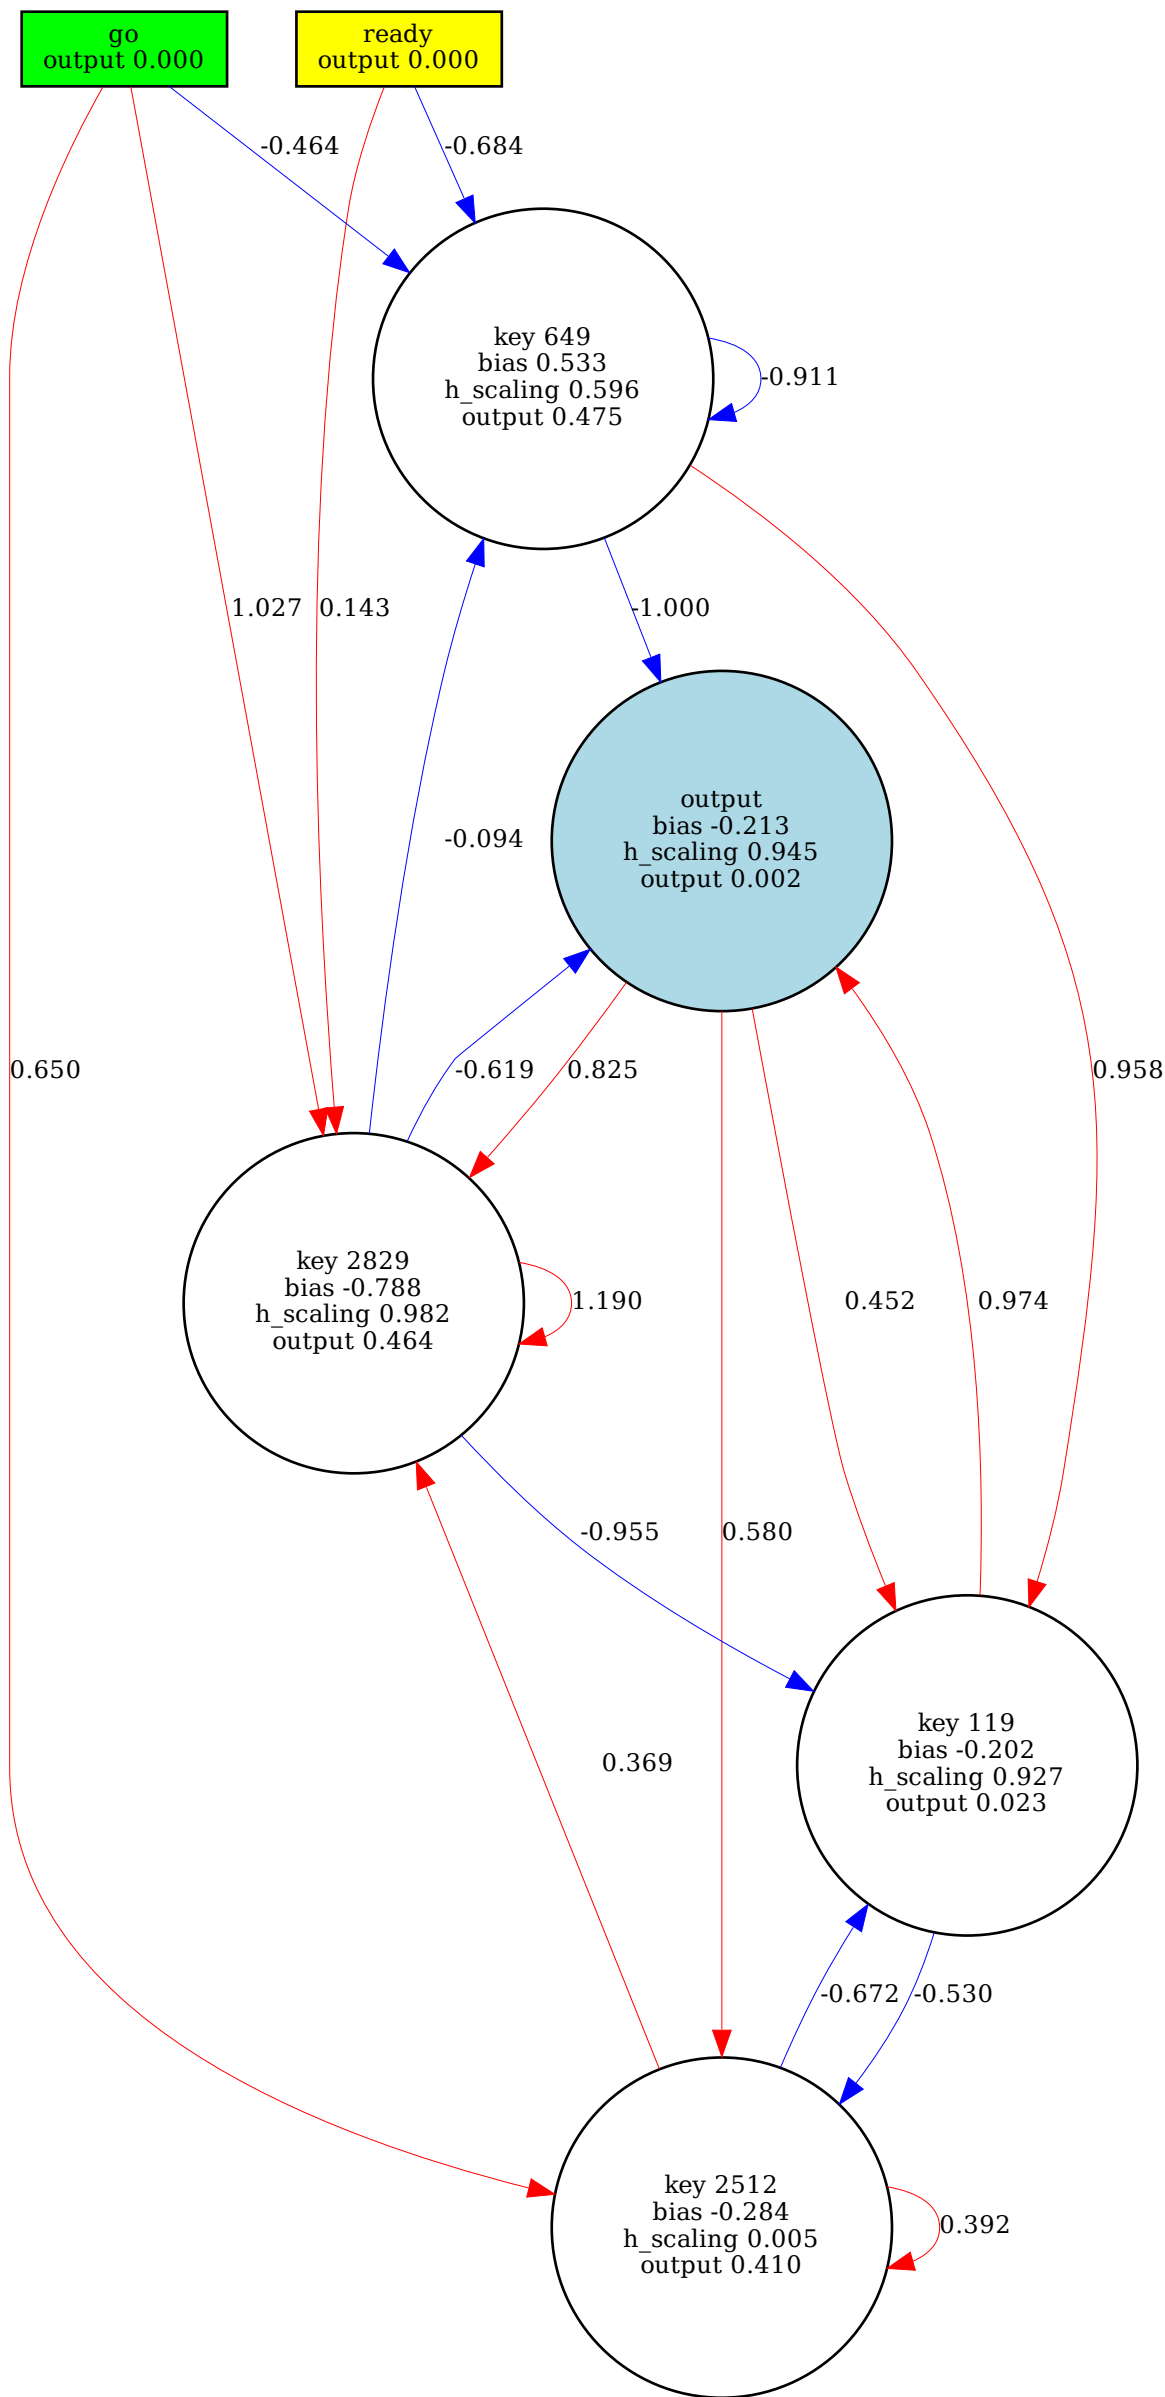 go
output 0.000
ready
output 0.000
-0.464
-0.684
key 649
bias 0.533
h_scaling 0.596
output 0.475
-0.911
1.027
0.143
-1.000
output
bias -0.213
h_scaling 0.945
output 0.002
-0.094
0.650
-0.619
0.825
0.958
key 2829
bias -0.788
h_scaling 0.982
output 0.464
1.190
0.452
0.974
-0.955
0.580
key 119
bias -0.202
h_scaling 0.927
output 0.023
0.369
-0.672
-0.530
key 2512
bias -0.284
h_scaling 0.005
output 0.410
0.392